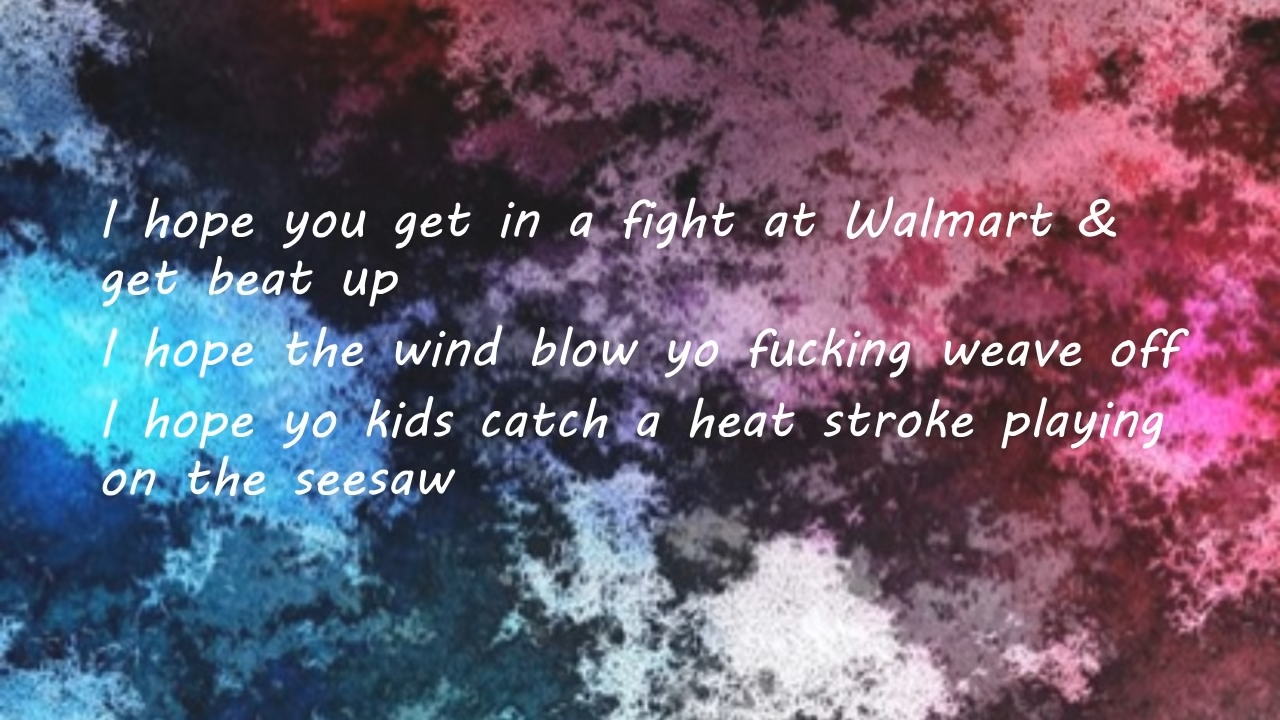 I hope you get in a fight at Walmart &
get beat up
I hope the wind blow yo fucking weave off
I hope yo kids catch a heat stroke playing
on the seesaw